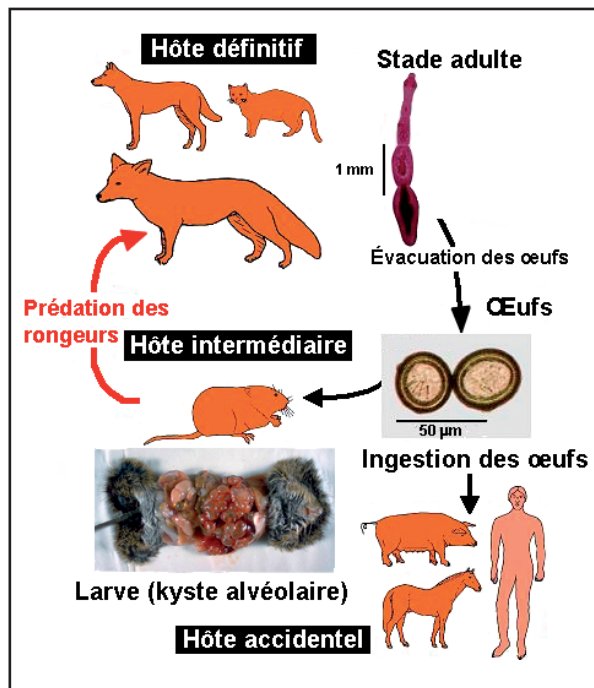 Hôte définitif
Stade adulte
1 mm
Évacuation des œufs
Œufs
Prédation des
rongeurs
Hôte intermédiaire
50 µm
Ingestion des œufs
Larve (kyste alvéolaire)
Hôte accidentel